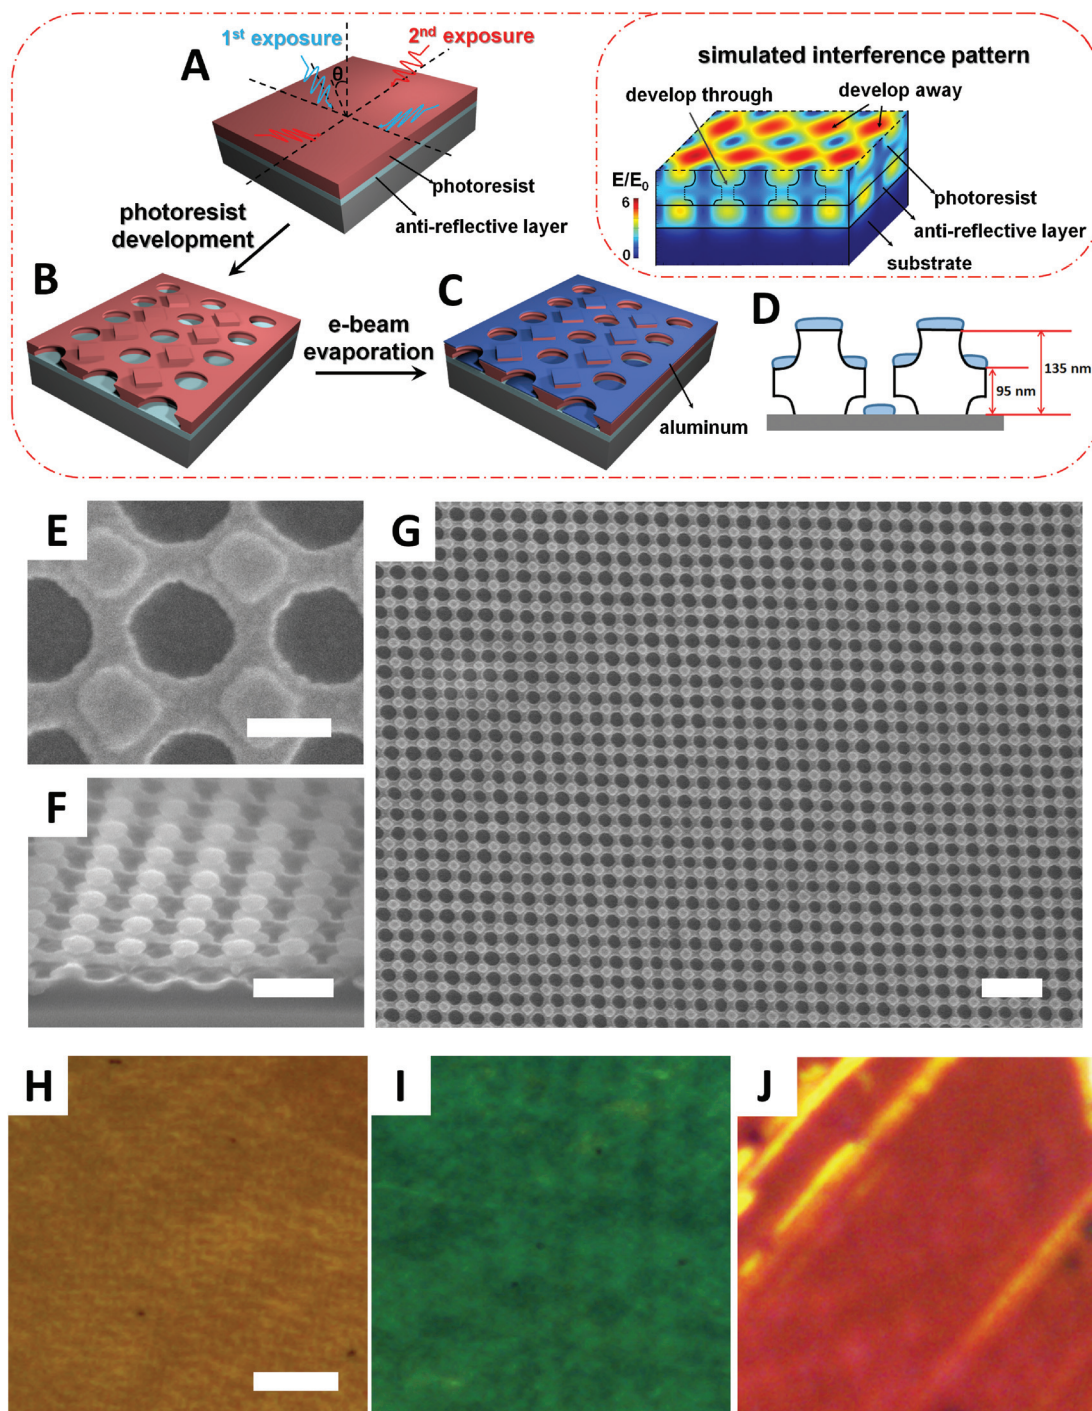 A
1st exposure
2nd exposure
θ
photoresist
anti-reflective layer
simulated interference pattern
develop through
develop away
E/E0
6
0
photoresist
anti-reflective layer
substrate
photoresist
development
B
e-beam
evaporation
C
aluminum
D
95 nm
135 nm
E
F
G
H
I
J